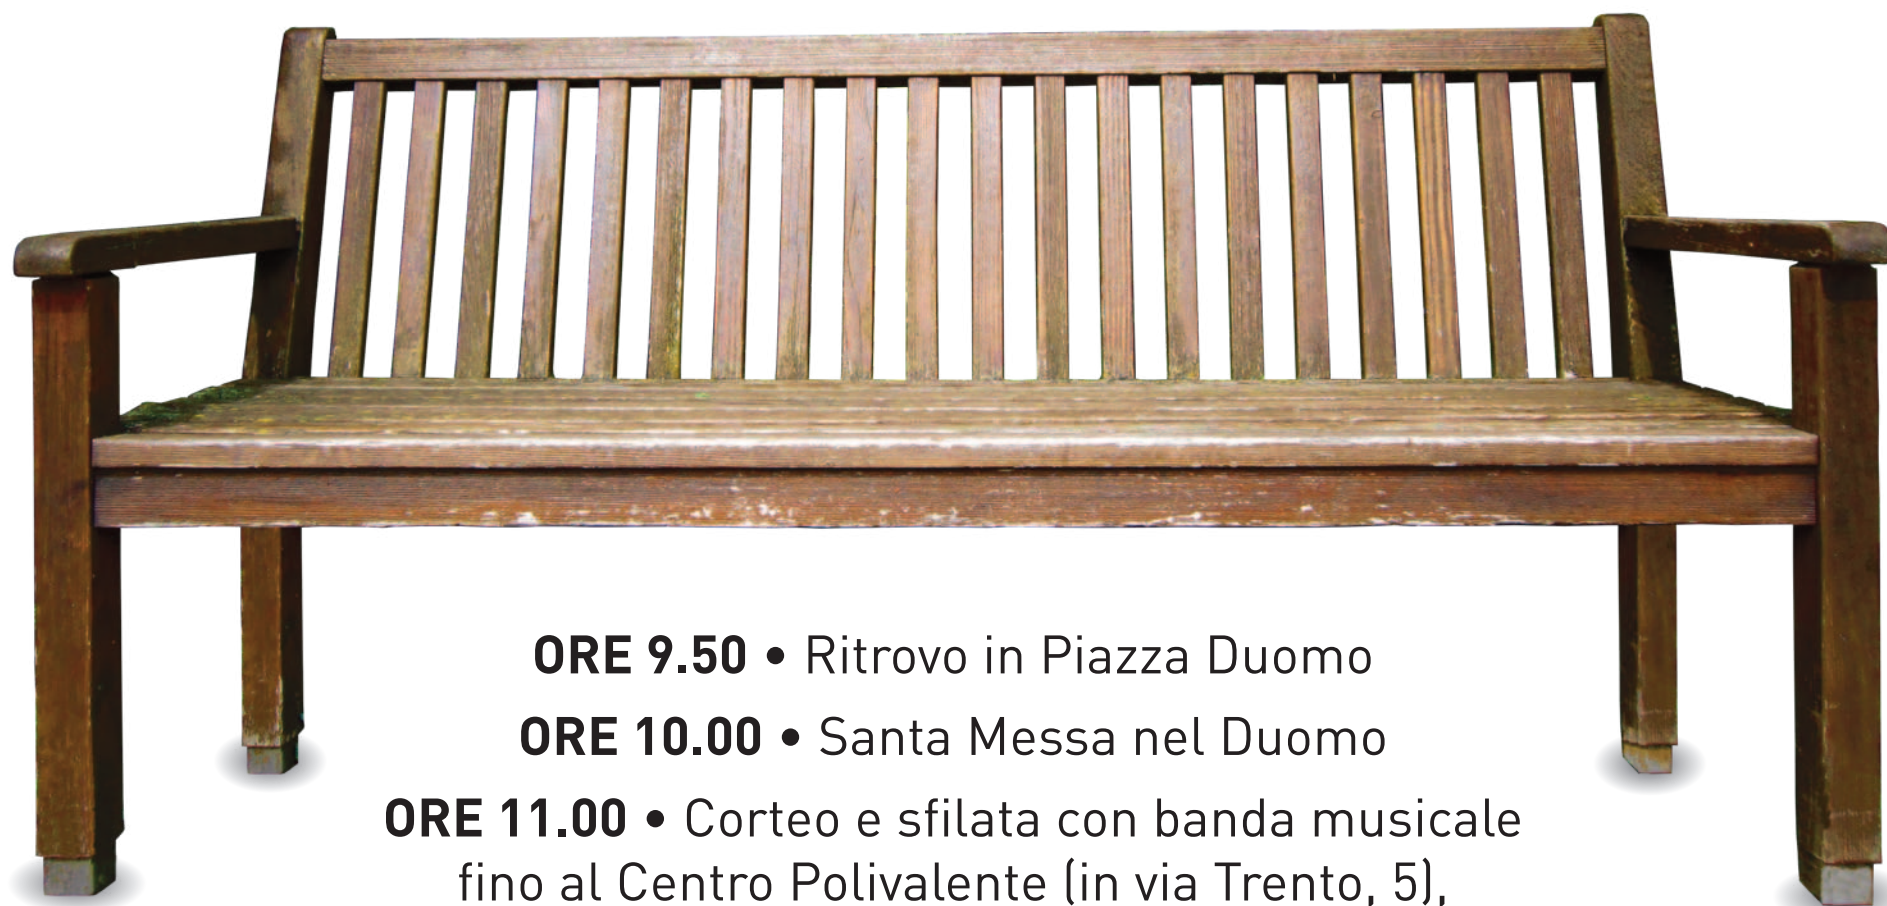 ORE 9.50 • Ritrovo in Piazza Duomo
ORE 10.00 • Santa Messa nel Duomo
ORE 11.00 • Corteo e sfilata con banda musicale
fino al Centro Polivalente (in via Trento, 5),